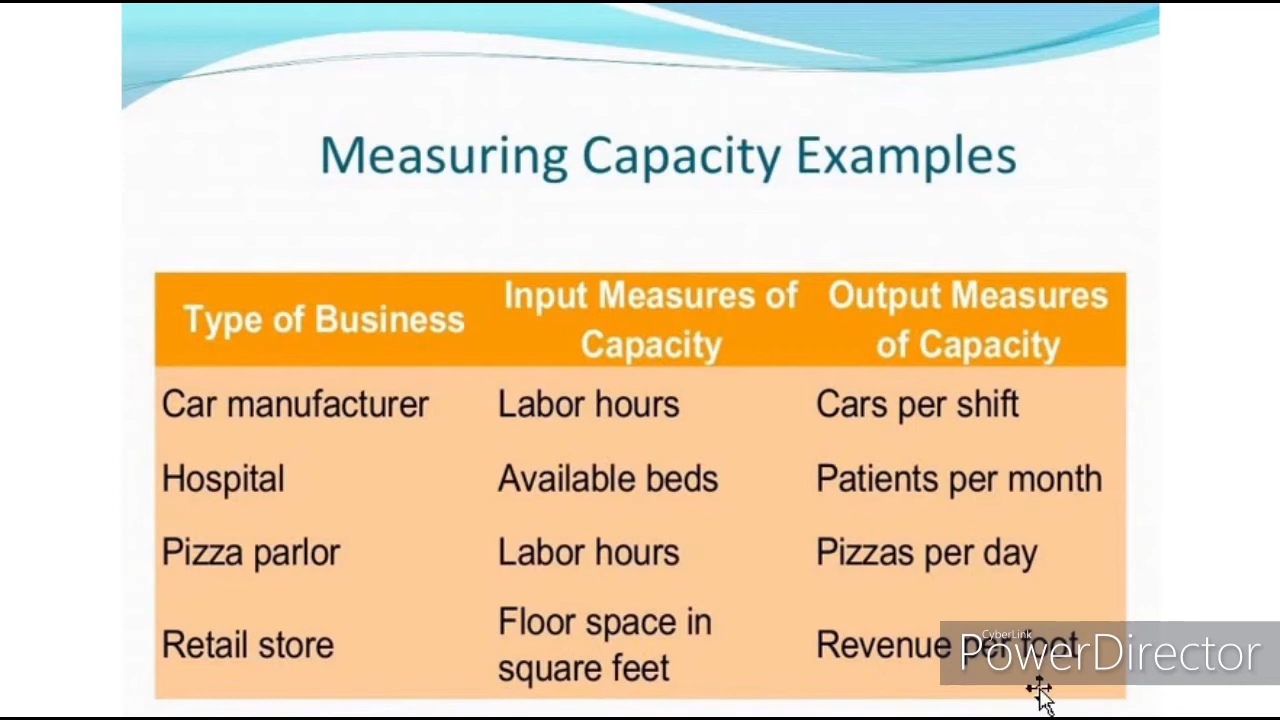 Measuring Capacity Examples
Type of Business
Input Measures of
Capacity
Output Measures
of Capacity
Car manufacturer
Labor hours
Cars per shift
Hospital
Available beds
Patients per month
Pizza parlor
Labor hours
Pizzas per day
Retail store
Floor space in
square feet
Revenue per foot
CyberLink
PowerDirector